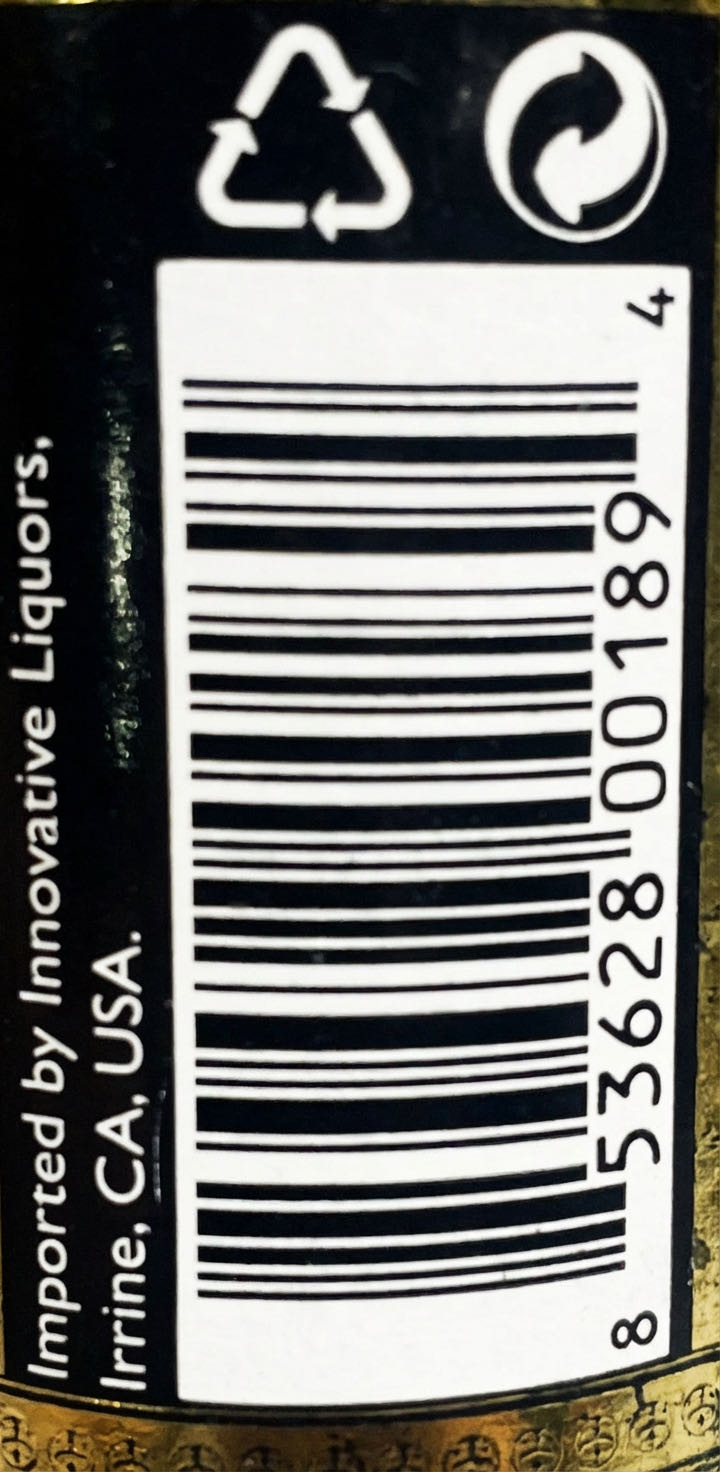 Imported by Innovative Liquors,
Irrine, CA, USA.
8 53628 00189 4